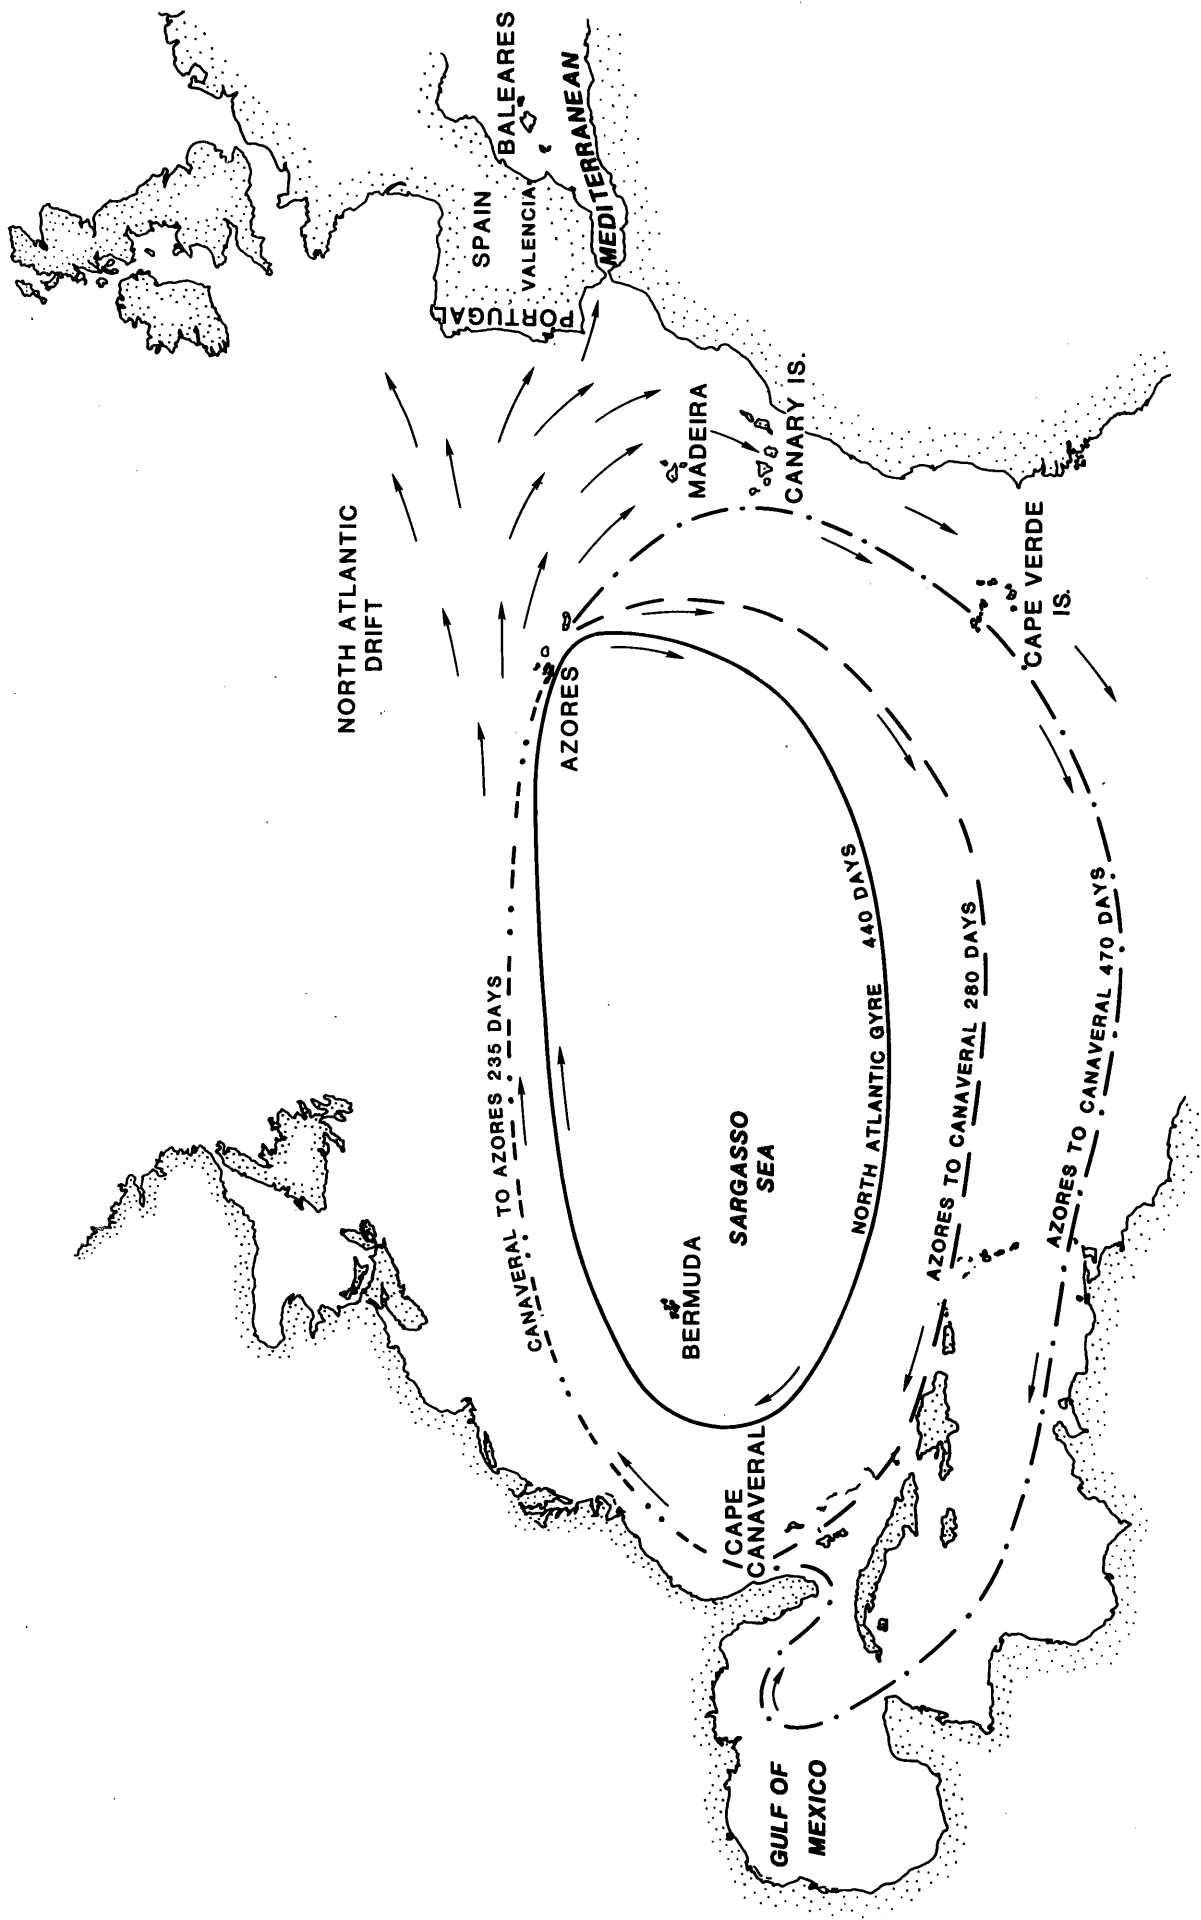 NORTH ATLANTIC
DRIFT
BALEARES
SPAIN
VALENCIA
PORTUGAL
MEDITERRANEAN
AZORES
MADEIRA
CANARY IS.
CAPE VERDE
IS.
CANAVERAL TO AZORES 235 DAYS
BERMUDA
SARGASSO
SEA
NORTH ATLANTIC GYRE 440 DAYS
CAPE
CANAVERAL
AZORES TO CANAVERAL 280 DAYS
AZORES TO CANAVERAL 470 DAYS
GULF OF
MEXICO